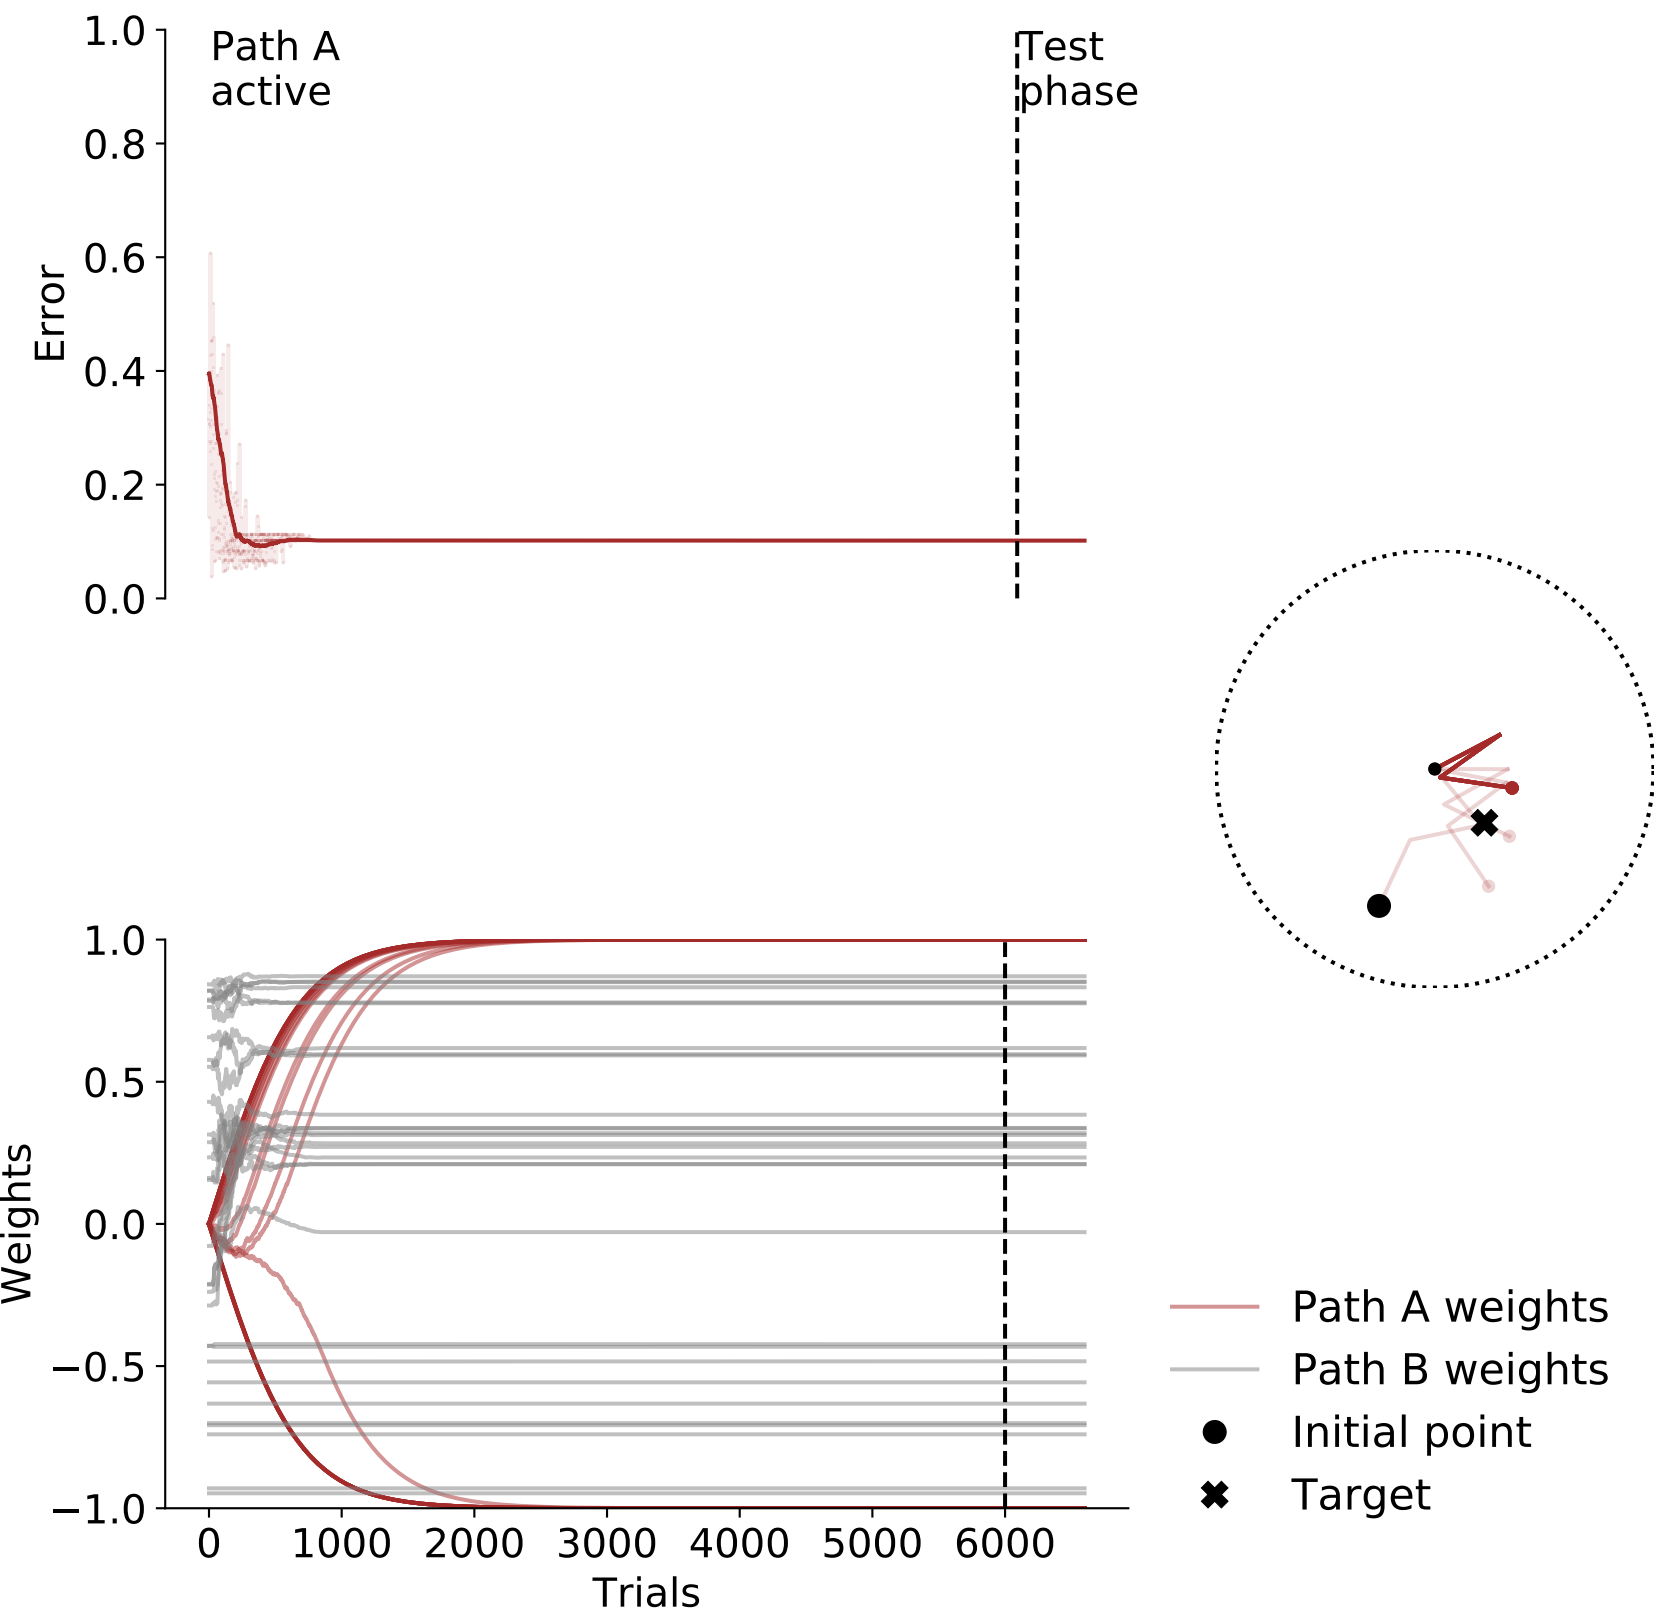 1.0
Path A
active
Test
phase
0.8
0.6
0.4
0.2
0.0
Error
1.0
0.5
0.0
−0.5
−1.0
Weights
0
1000
2000
3000
4000
5000
6000
Trials
Path A weights
Path B weights
Initial point
Target